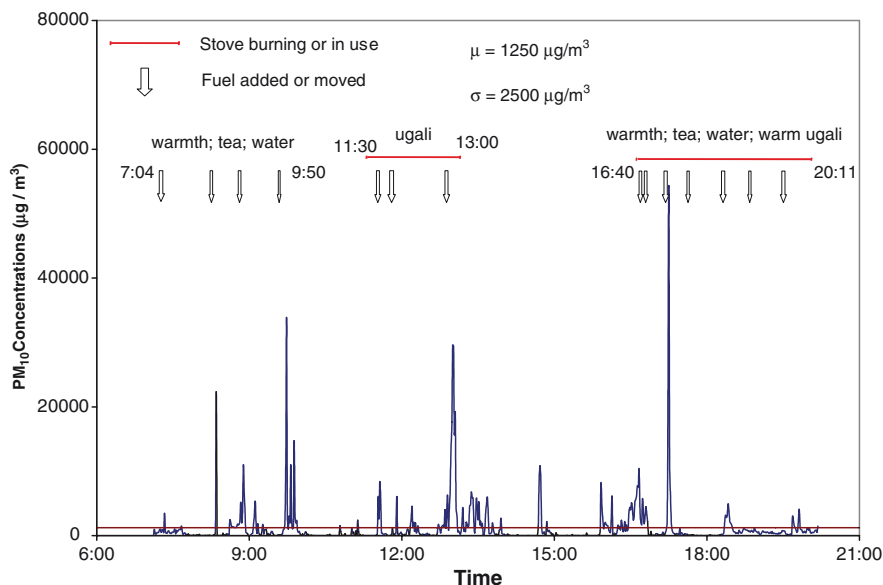 80000
60000
40000
20000
0
PM₁₀Concentrations (μg / m³)
Stove burning or in use
Fuel added or moved
μ = 1250 μg/m³
σ = 2500 μg/m³
warmth; tea; water
7:04
9:50
11:30
ugali
13:00
warmth; tea; water; warm ugali
16:40
20:11
6:00
9:00
12:00
15:00
18:00
21:00
Time